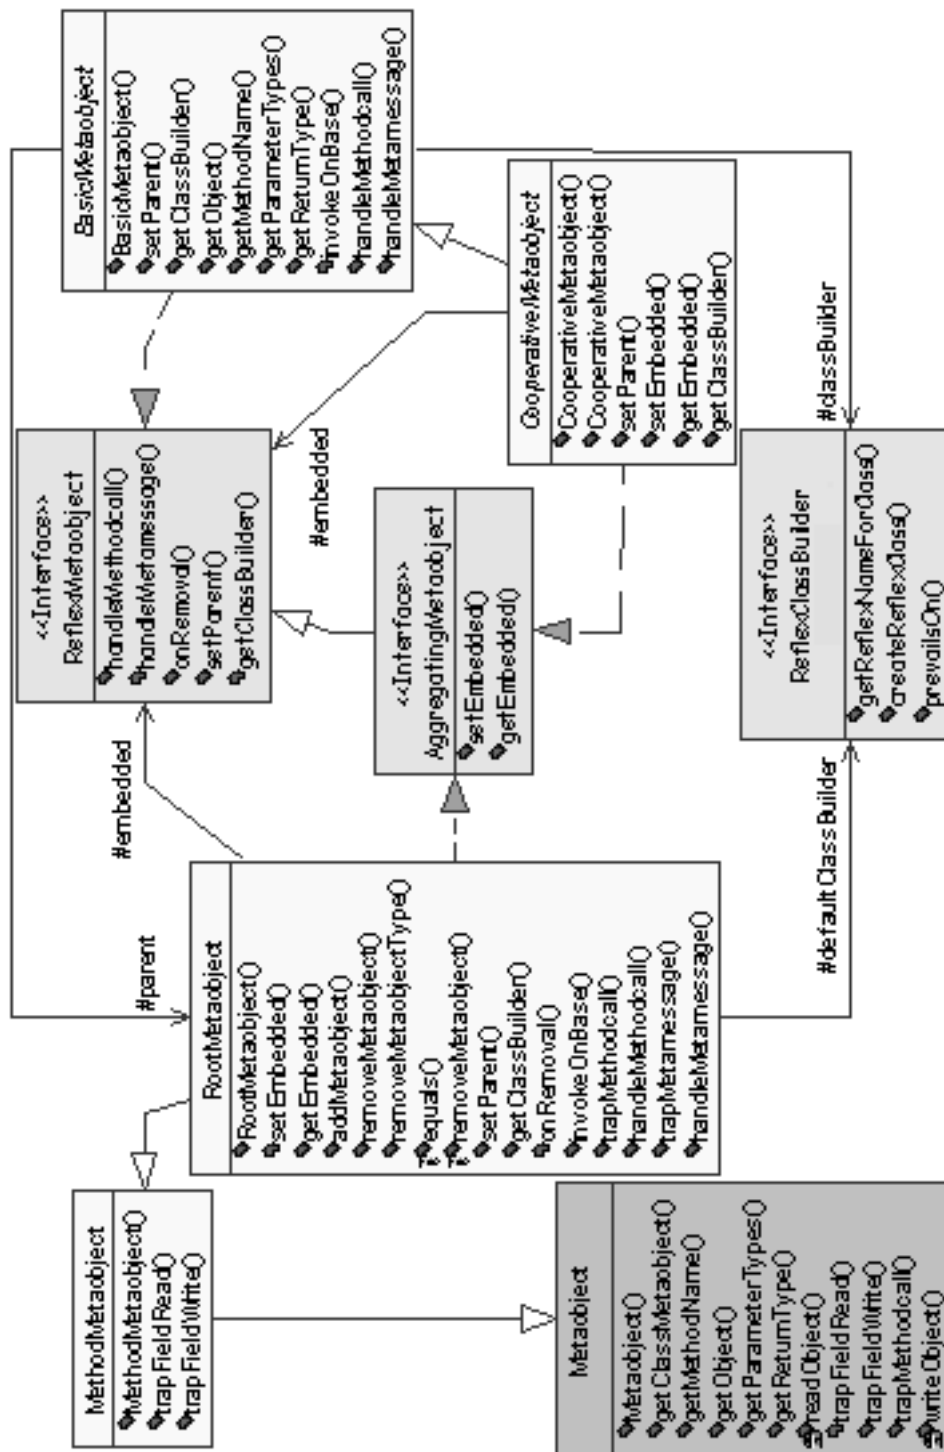 MethodMetaobject
MethodMetaobject()
trapFieldRead()
trapFieldWrite()
#parent
RootMetaobject
RootMetaobject()
setEmbedded()
getEmbedded()
addMetaobject()
removeMetaobject()
removeMetaobjectType()
equals()
removeMetaobject()
setParent()
getClassBuilder()
onRemoval()
invokeOnBase()
trapMethodcall()
handleMethodcall()
trapMetamessage()
handleMetamessage()
#embedded
<<Interface>>
ReflexMetaobject
handleMethodcall()
handleMetamessage()
onRemoval()
setParent()
getClassBuilder()
BasicMetaobject
BasicMetaobject()
setParent()
getClassBuilder()
getObject()
getMethodName()
getParameterTypes()
getReturnType()
invokeOnBase()
handleMethodcall()
handleMetamessage()
#embedded
<<Interface>>
AggregatingMetaobject
setEmbedded()
getEmbedded()
CooperativeMetaobject
CooperativeMetaobject()
CooperativeMetaobject()
setParent()
setEmbedded()
getEmbedded()
getClassBuilder()
Metaobject
Metaobject()
getClassMetaobject()
getMethodName()
getObject()
getParameterTypes()
getReturnType()
readObject()
trapFieldRead()
trapFieldWrite()
trapMethodcall()
writeObject()
#defaultClassBuilder
<<Interface>>
ReflexClassBuilder
getReflexNameForClass()
createReflexClass()
prevailsOn()
#classBuilder